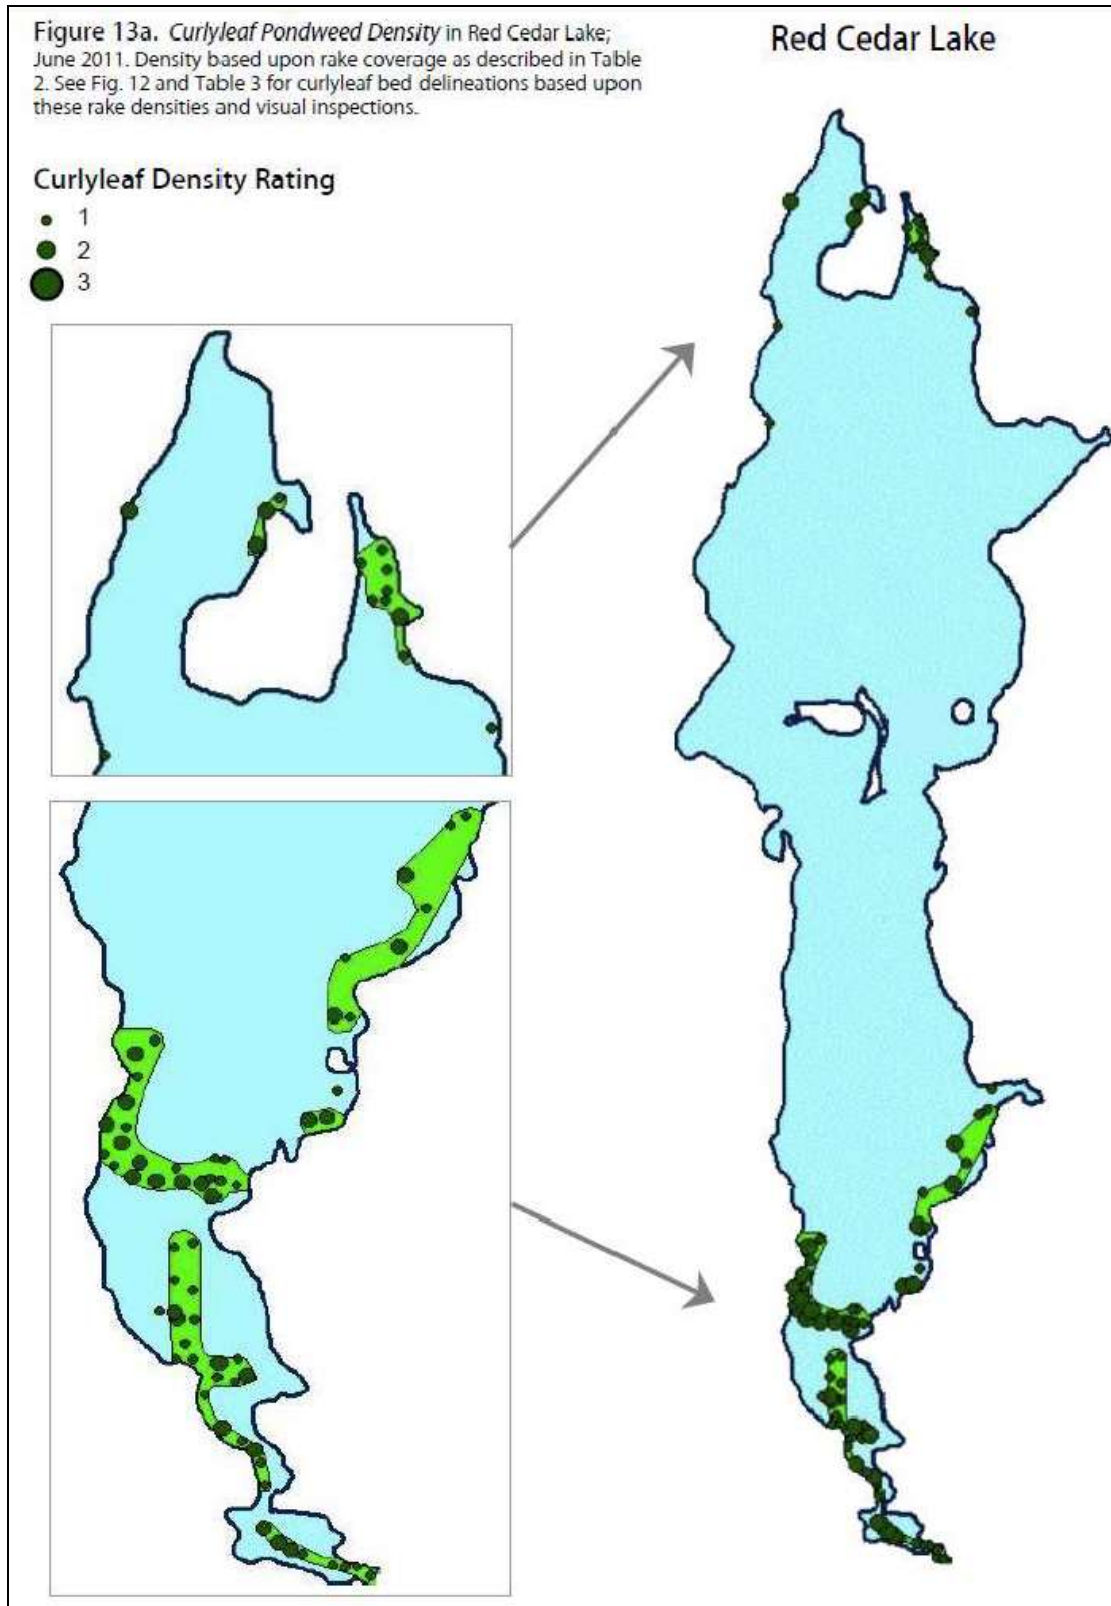 Figure 13a. Curlyleaf Pondweed Density in Red Cedar Lake;
June 2011. Density based upon rake coverage as described in Table
2. See Fig. 12 and Table 3 for curlyleaf bed delineations based upon
these rake densities and visual inspections.
Red Cedar Lake
Curlyleaf Density Rating
1
2
3